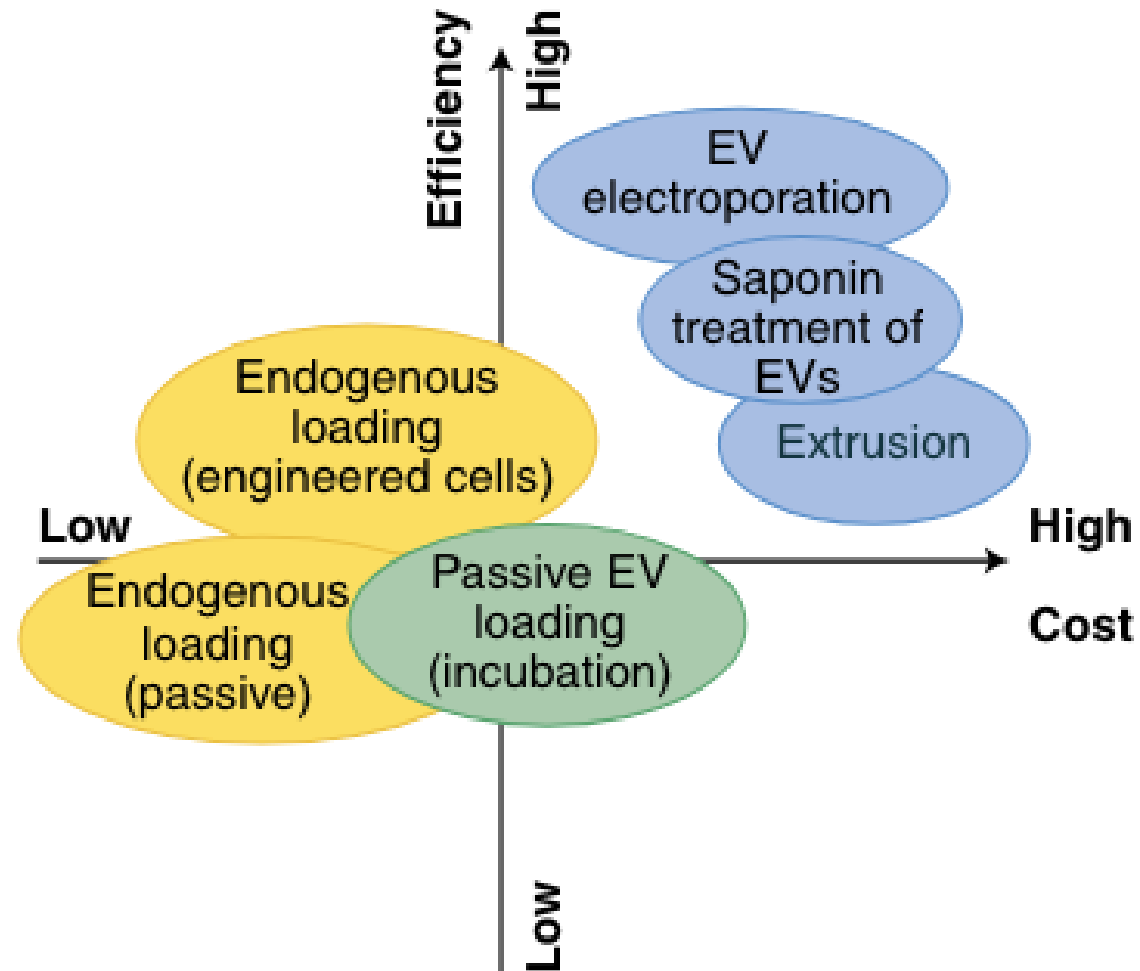 Efficiency
High
EV
electroporation
Saponin
treatment of
EVs
Extrusion
Endogenous
loading
(engineered cells)
Low
High
Cost
Endogenous
loading
(passive)
Passive EV
loading
(incubation)
Low